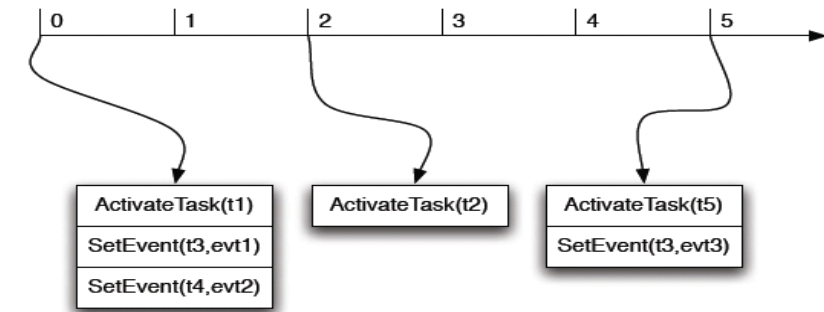 0 1 2 3 4 5
ActivateTask(t1)
SetEvent(t3,evt1)
SetEvent(t4,evt2)
ActivateTask(t2)
ActivateTask(t5)
SetEvent(t3,evt3)